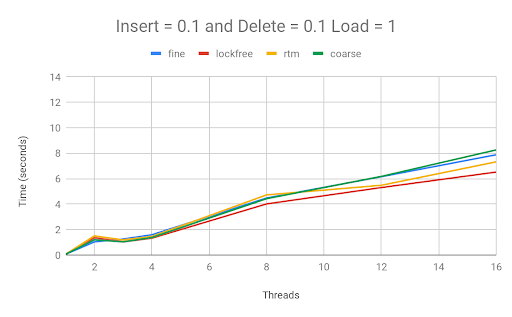 Insert = 0.1 and Delete = 0.1 Load = 1
fine lockfree rtm coarse
14
12
10
8
6
4
2
0
Time (seconds)
2 4 6 8 10 12 14 16
Threads